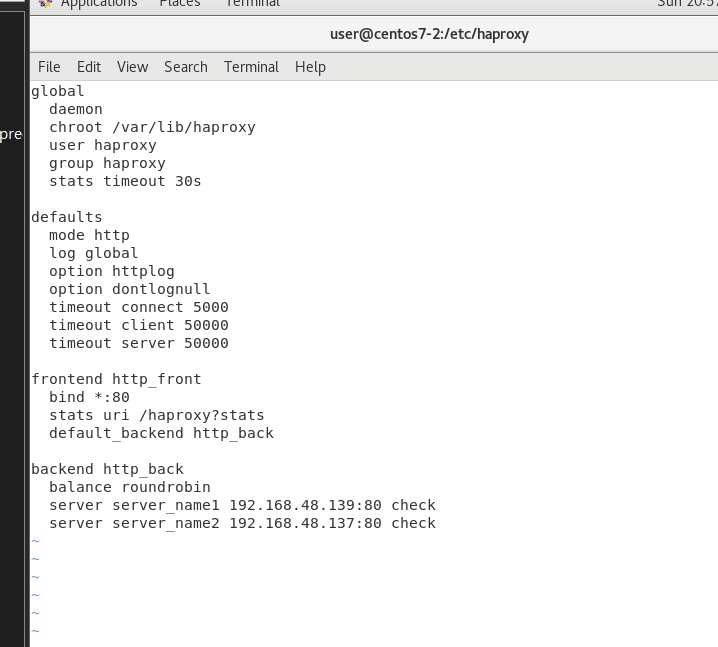 Applications Places Terminal Sun 20:57
user@centos7-2:/etc/haproxy
File Edit View Search Terminal Help
pre
global
  daemon
  chroot /var/lib/haproxy
  user haproxy
  group haproxy
  stats timeout 30s

defaults
  mode http
  log global
  option httplog
  option dontlognull
  timeout connect 5000
  timeout client 50000
  timeout server 50000

frontend http_front
  bind *:80
  stats uri /haproxy?stats
  default_backend http_back

backend http_back
  balance roundrobin
  server server_name1 192.168.48.139:80 check
  server server_name2 192.168.48.137:80 check
~
~
~
~
~
~